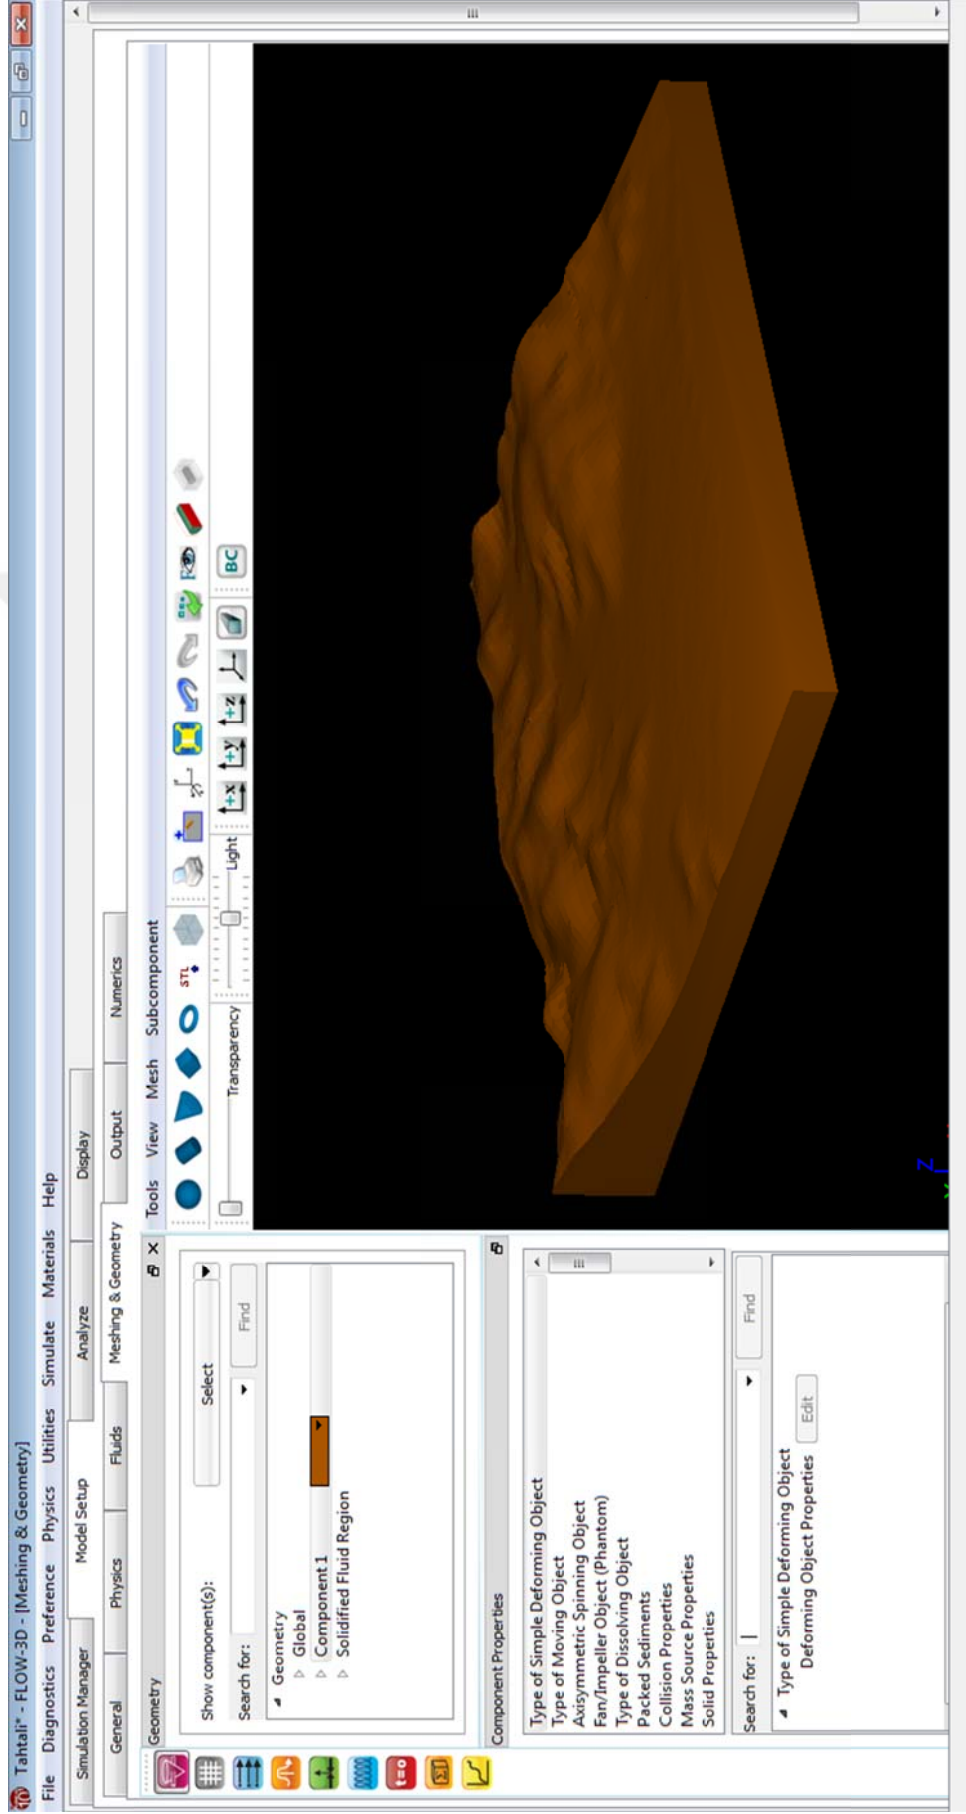 Tahtali* - FLOW-3D - [Meshing & Geometry]
File Diagnostics Preference Physics Utilities Simulate Materials Help
Simulation Manager Model Setup Analyze Display
General Physics Fluids Meshing & Geometry Output Numerics
Geometry
Show component(s): Select
Search for: Find
Geometry
Global
Component 1
Solidified Fluid Region
Component Properties
Type of Simple Deforming Object
Type of Moving Object
Axisymmetric Spinning Object
Fan/Impeller Object (Phantom)
Type of Dissolving Object
Packed Sediments
Collision Properties
Mass Source Properties
Solid Properties
Search for: Find
Type of Simple Deforming Object
Deforming Object Properties Edit
t=0
Tools View Mesh Subcomponent
STL
Transparency Light +x +y +z BC
Z